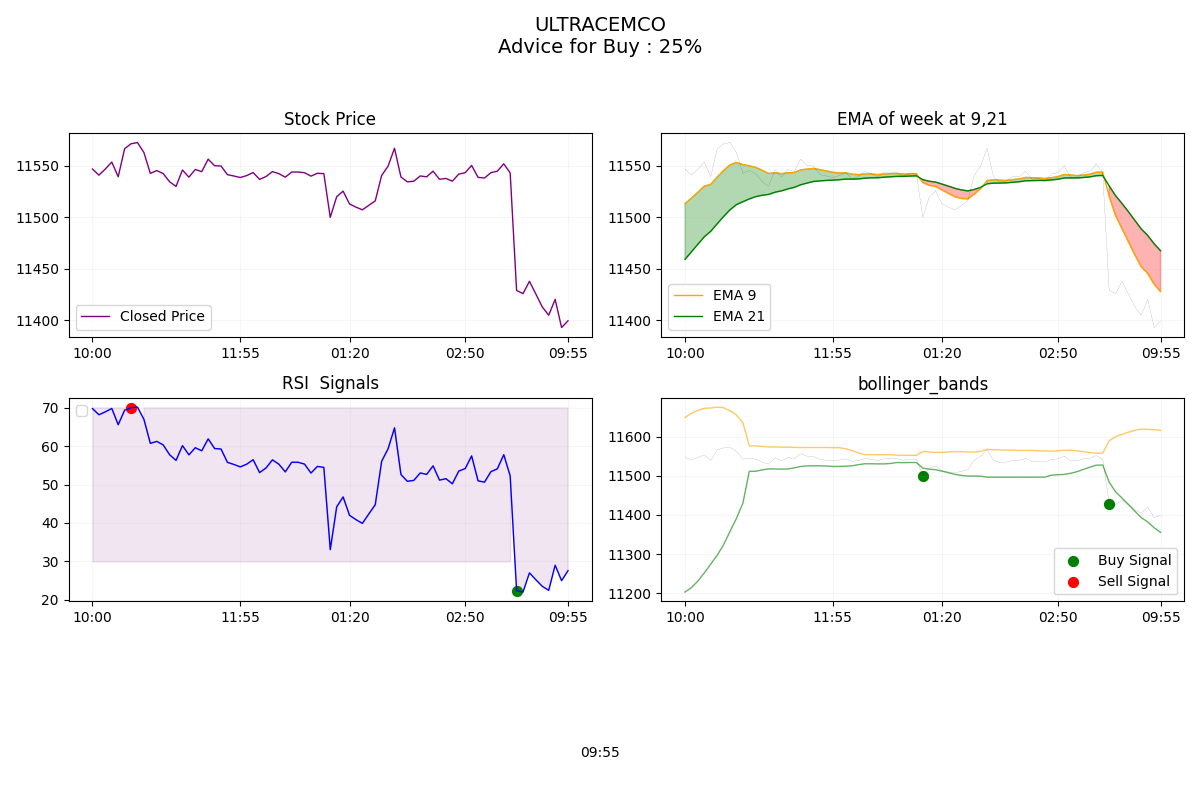 ULTRACEMCO
Advice for Buy : 25%
Stock Price
11550
11500
11450
11400
Closed Price
10:00 11:55 01:20 02:50 09:55
EMA of week at 9,21
11550
11500
11450
11400
EMA 9
EMA 21
10:00 11:55 01:20 02:50 09:55
RSI  Signals
70
60
50
40
30
20
10:00 11:55 01:20 02:50 09:55
bollinger_bands
11600
11500
11400
11300
11200
Buy Signal
Sell Signal
10:00 11:55 01:20 02:50 09:55
09:55